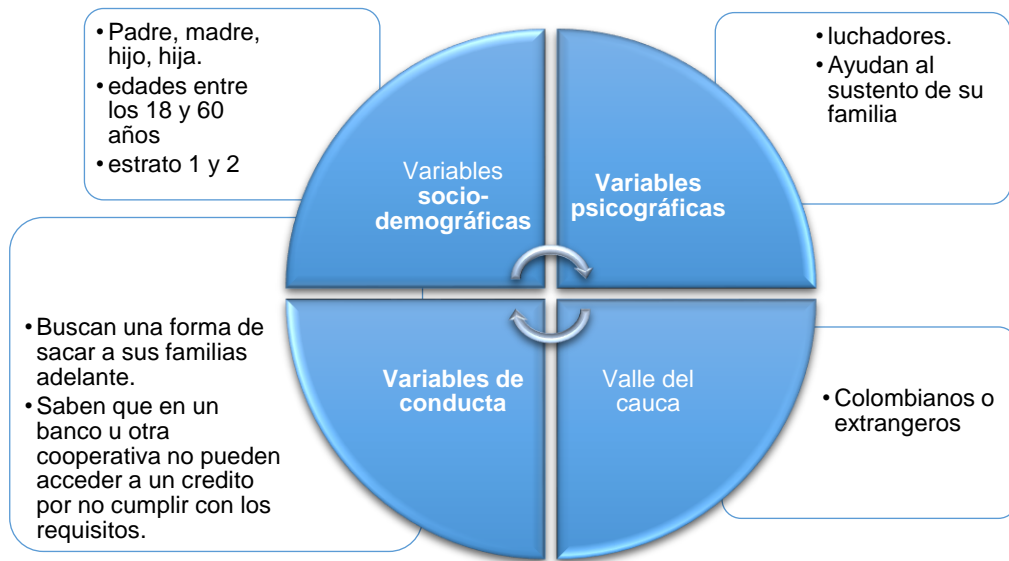 • Padre, madre,
hijo, hija.
• edades entre
los 18 y 60
años
• estrato 1 y 2
Variables
socio-
demográficas
Variables
psicográficas
• luchadores.
• Ayudan al
sustento de su
familia
• Buscan una forma de
sacar a sus familias
adelante.
• Saben que en un
banco u otra
cooperativa no pueden
acceder a un credito
por no cumplir con los
requisitos.
Variables de
conducta
Valle del
cauca
• Colombianos o
extrangeros